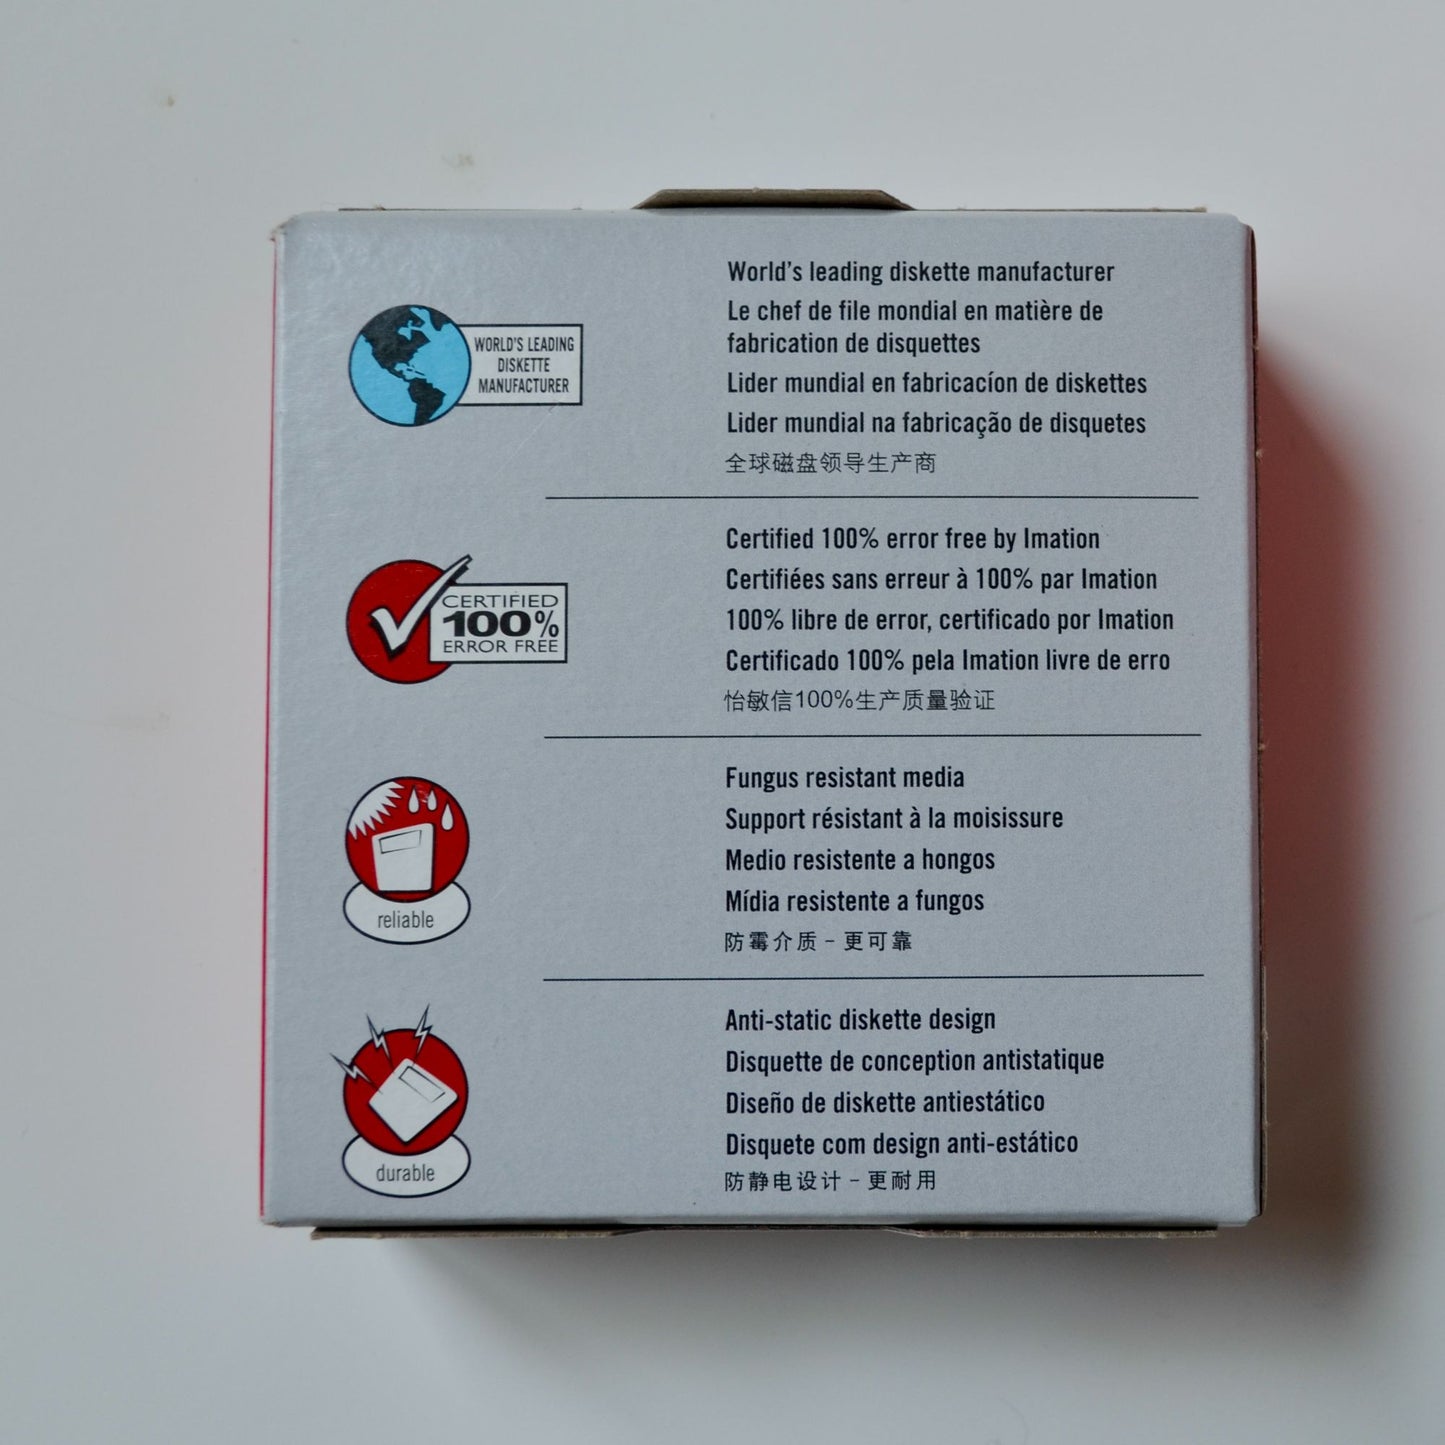 WORLD'S LEADING
DISKETTE
MANUFACTURER
World's leading diskette manufacturer
Le chef de file mondial en matière de
fabrication de disquettes
Lider mundial en fabricacíon de diskettes
Lider mundial na fabricação de disquetes
全球磁盘领导生产商
CERTIFIED
100%
ERROR FREE
Certified 100% error free by Imation
Certifiées sans erreur à 100% par Imation
100% libre de error, certificado por Imation
Certificado 100% pela Imation livre de erro
怡敏信100%生产质量验证
reliable
Fungus resistant media
Support résistant à la moisissure
Medio resistente a hongos
Mídia resistente a fungos
防霉介质 - 更可靠
durable
Anti-static diskette design
Disquette de conception antistatique
Diseño de diskette antiestático
Disquete com design anti-estático
防静电设计 - 更耐用